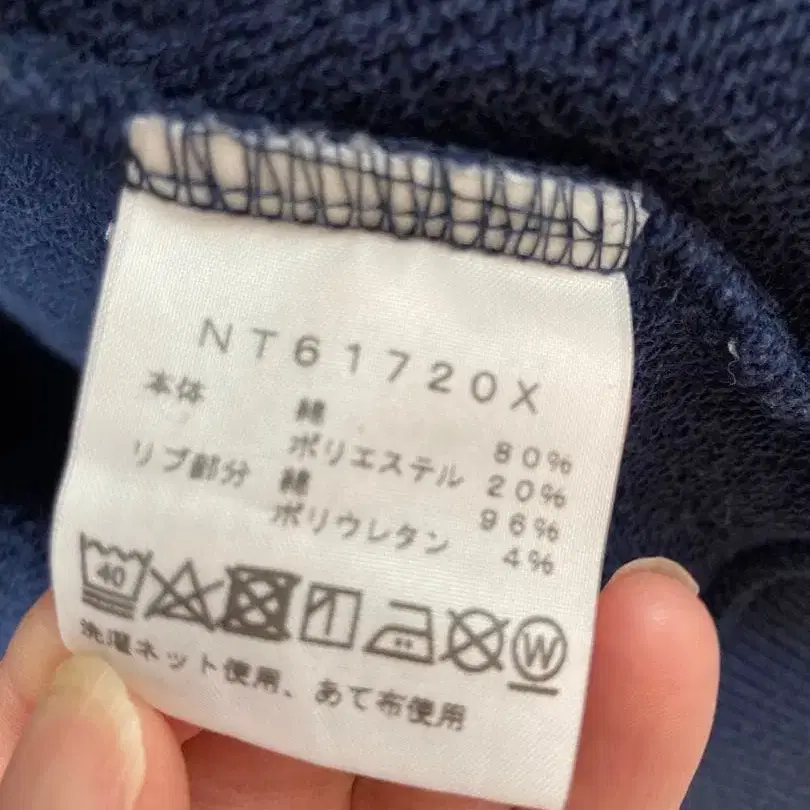 NT61720X
本体 綿 80%
ポリエステル 20%
リブ部分 綿 96%
ポリウレタン 4%
40 W
洗濯ネット使用、あて布使用